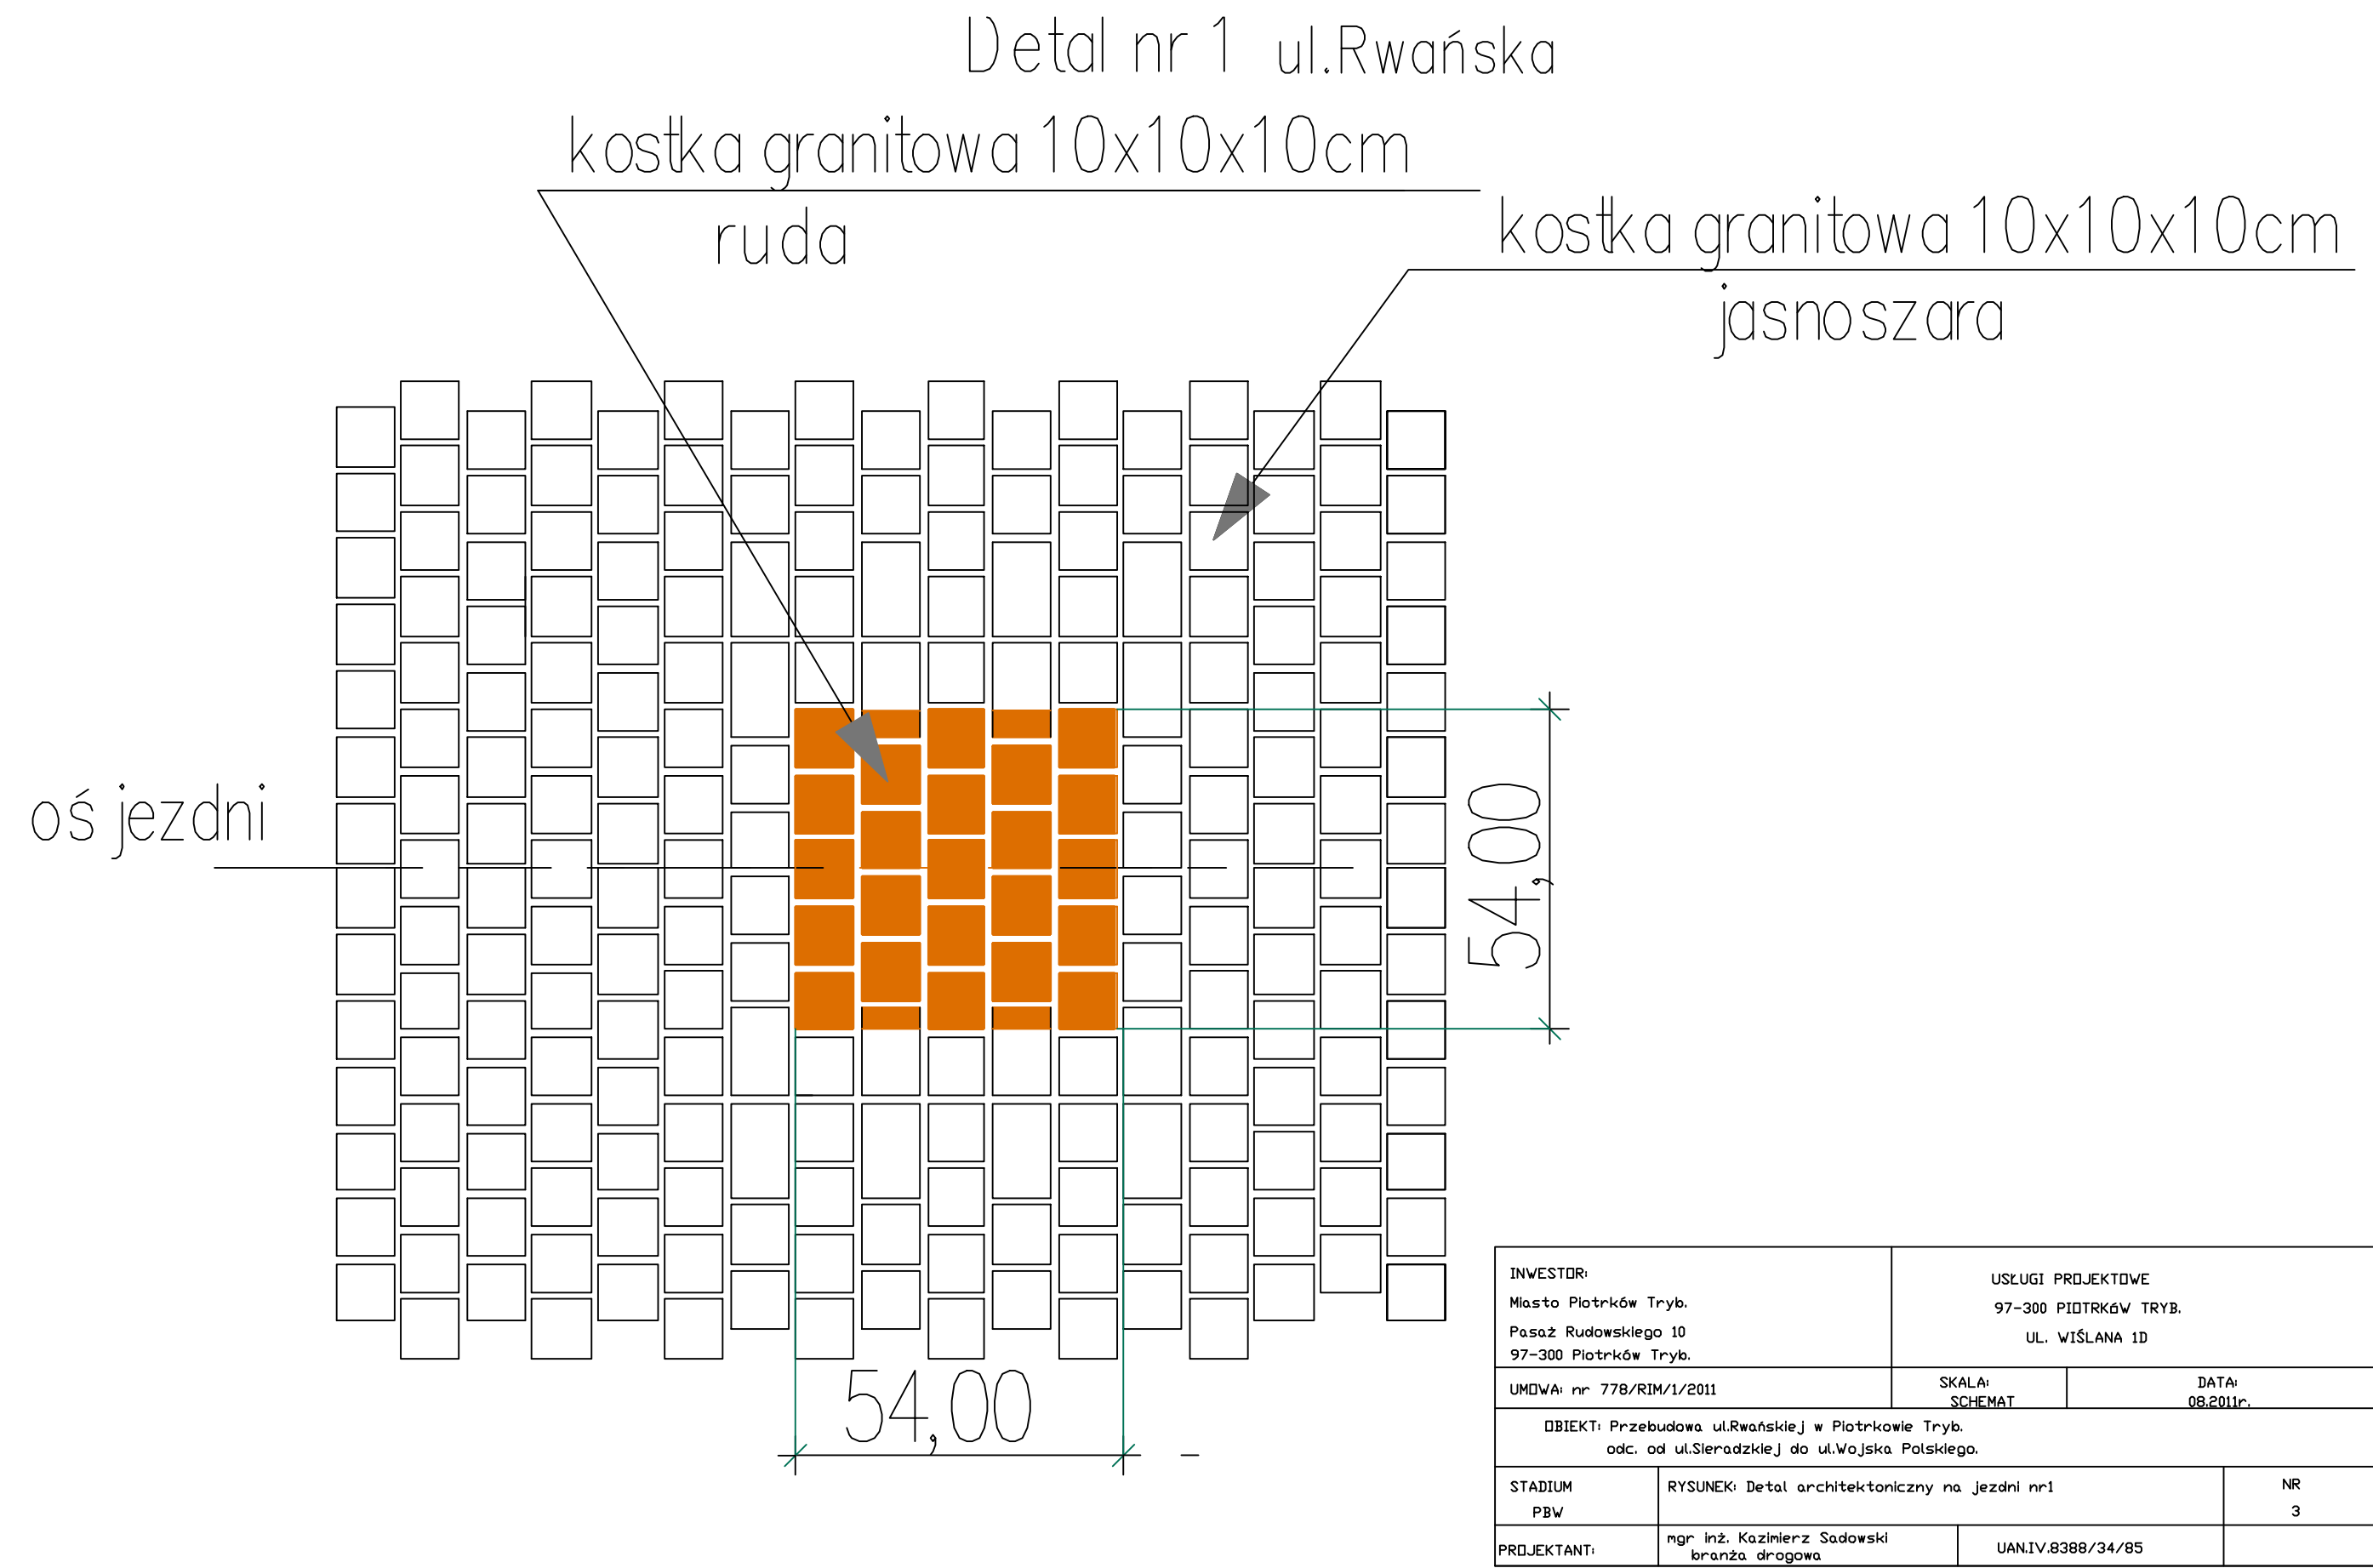 Detal nr 1 ul.Rwańska
kostka granitowa 10x10x10cm
ruda
kostka granitowa 10x10x10cm
jasnoszara
oś jezdni
54,00
54,00
INWESTOR:
Miasto Piotrków Tryb.
Pasaż Rudowskiego 10
97-300 Piotrków Tryb.
USŁUGI PROJEKTOWE
97-300 PIOTRKóW TRYB.
UL. WIŚLANA 1D
UMOWA: nr 778/RIM/1/2011
SKALA:
SCHEMAT
DATA:
08.2011r.
OBIEKT: Przebudowa ul.Rwańskiej w Piotrkowie Tryb.
odc. od ul.Sieradzkiej do ul.Wojska Polskiego.
STADIUM
PBW
RYSUNEK: Detal architektoniczny na jezdni nr1
NR
3
PROJEKTANT:
mgr inż. Kazimierz Sadowski
branża drogowa
UAN.IV.8388/34/85